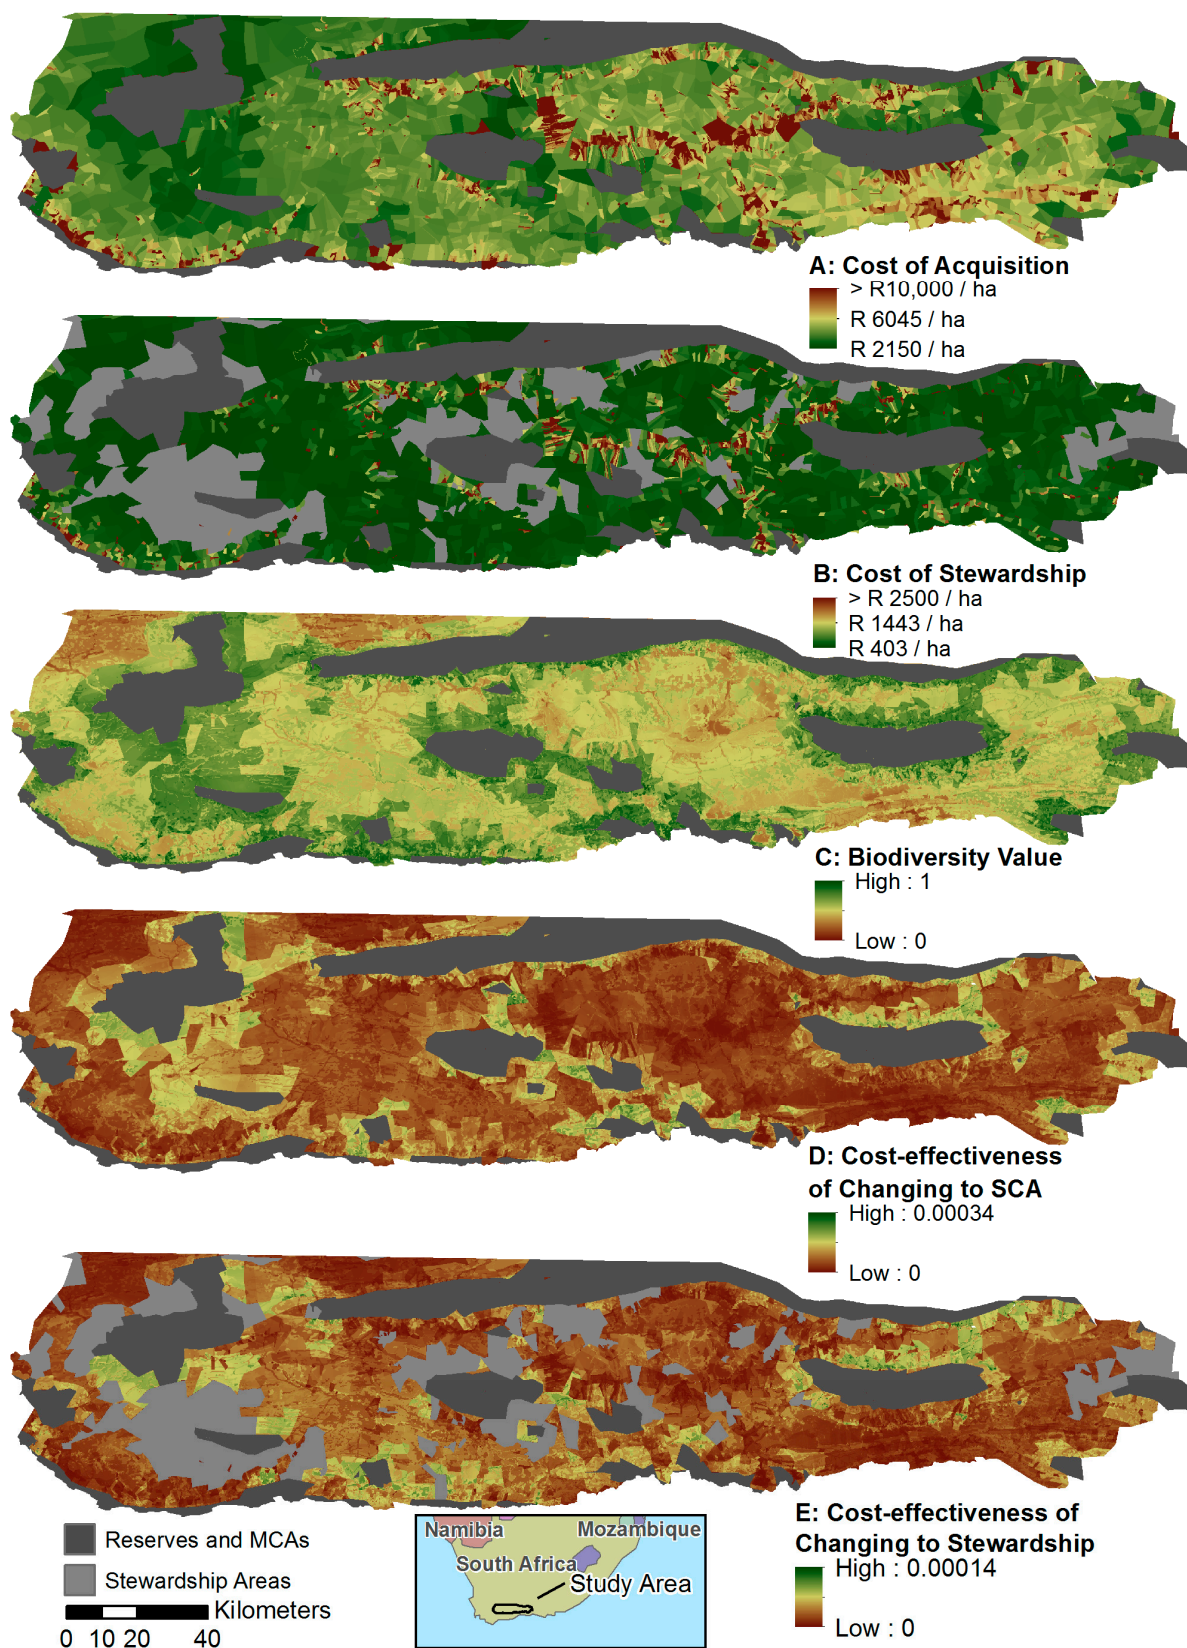 A: Cost of Acquisition
> R10,000 / ha
R 6045 / ha
R 2150 / ha
B: Cost of Stewardship
> R 2500 / ha
R 1443 / ha
R 403 / ha
C: Biodiversity Value
High : 1
Low : 0
D: Cost-effectiveness
of Changing to SCA
High : 0.00034
Low : 0
E: Cost-effectiveness of
Changing to Stewardship
High : 0.00014
Low : 0
Reserves and MCAs
Stewardship Areas
Kilometers
0 10 20 40
Namibia
Mozambique
South Africa
Study Area